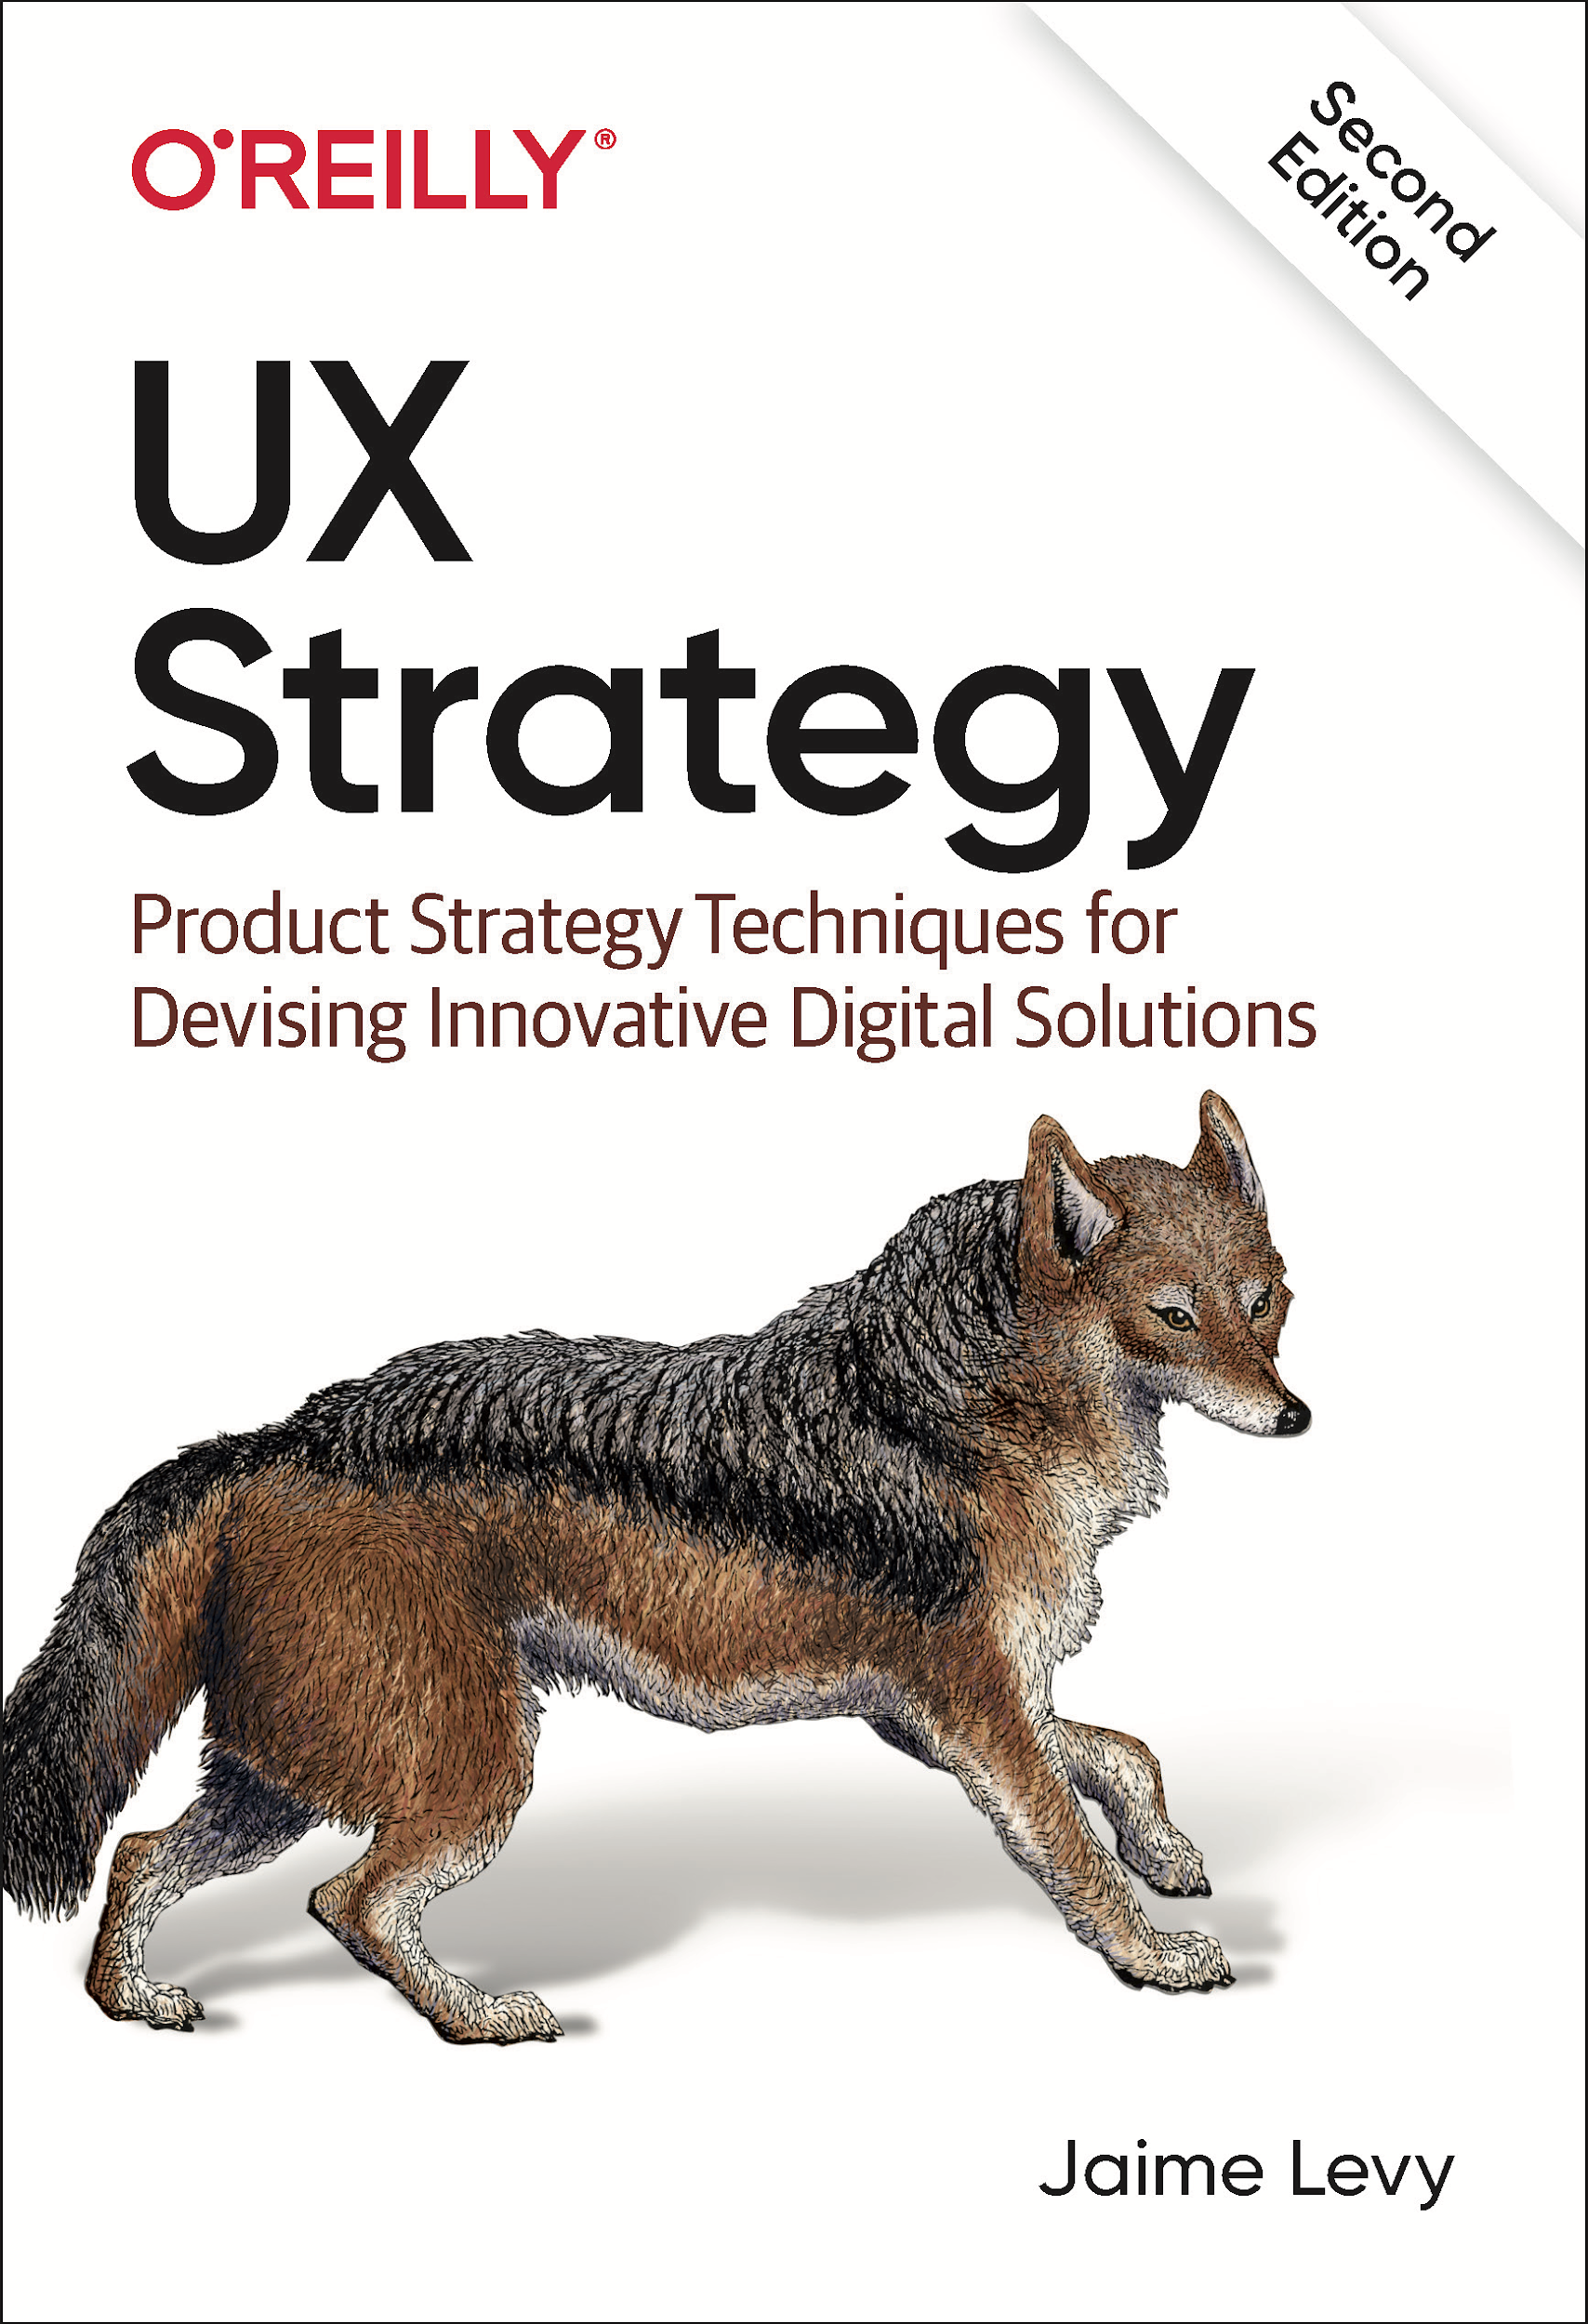 O'REILLY®
Second
Edition
UX
Strategy
Product Strategy Techniques for
Devising Innovative Digital Solutions
Jaime Levy